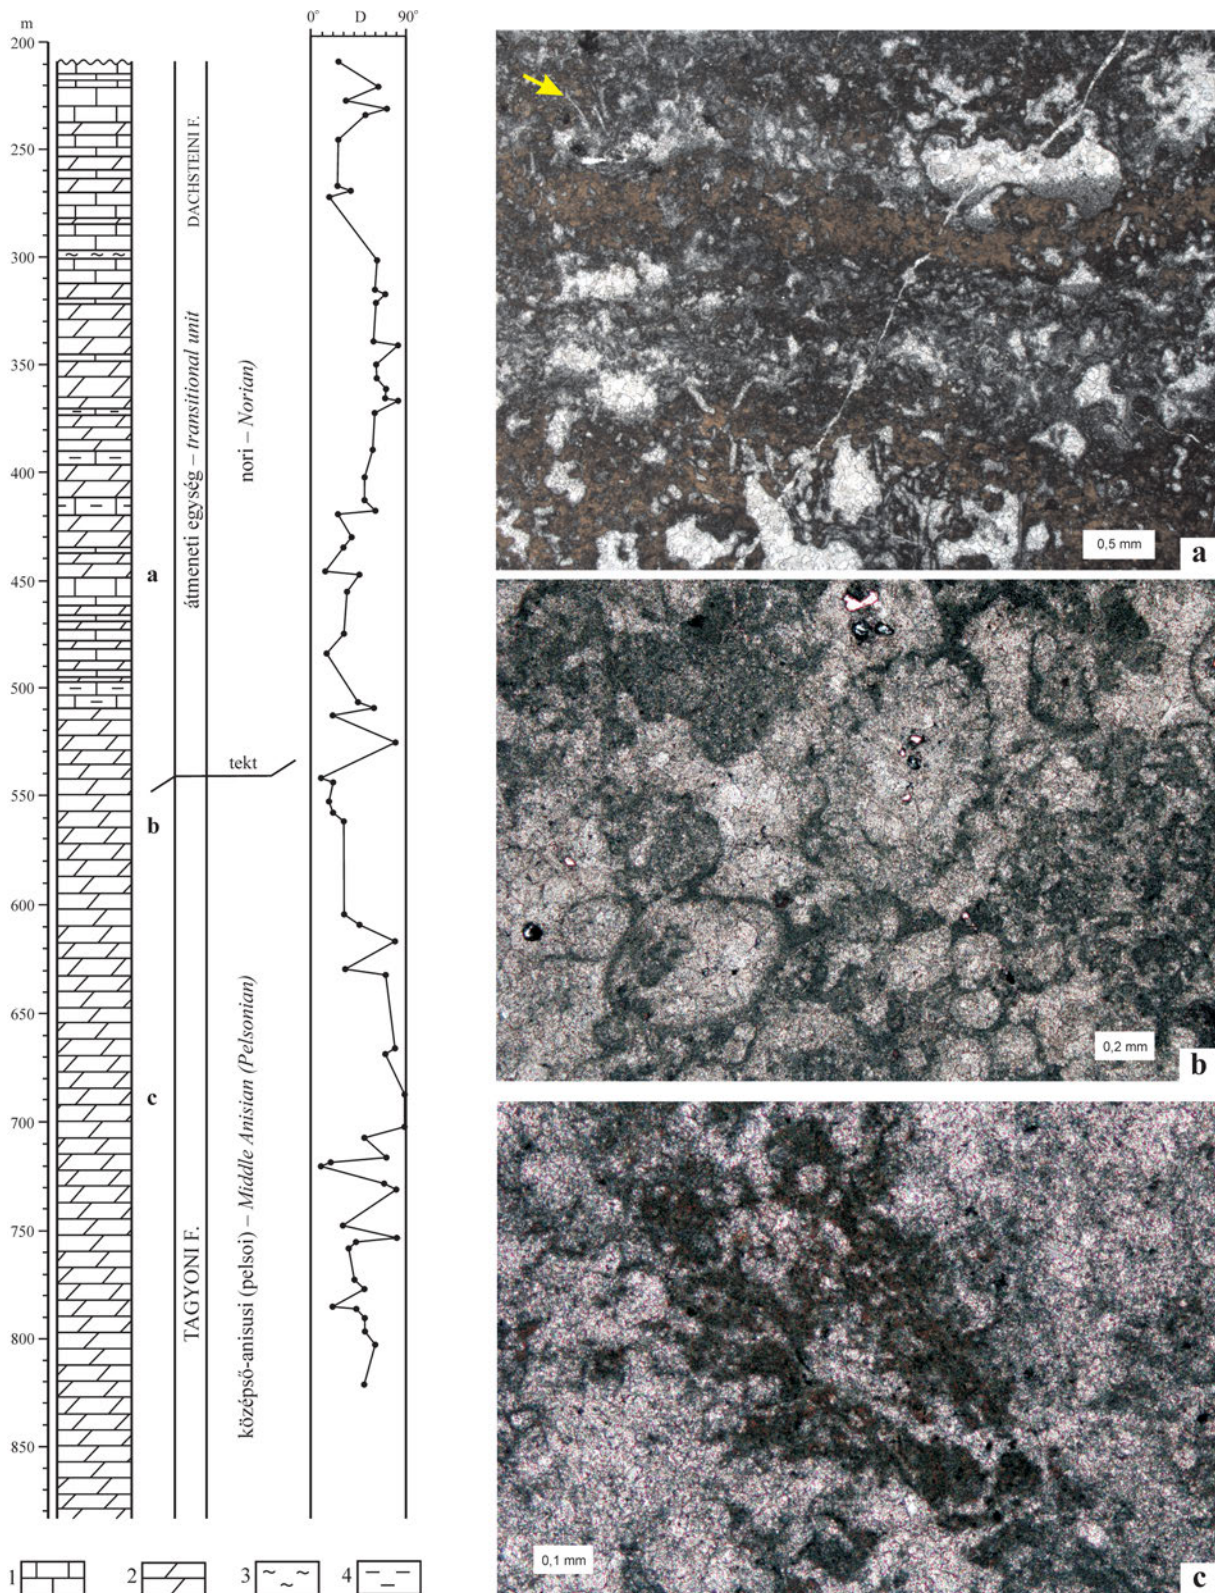 m
0° D 90°
200
250
300
350
400
450
500
550
600
650
700
750
800
850
DACHSTEINI F.
átmeneti egység – transitional unit
nori – Norian)
a
tekt
b
c
TAGYONI F.
középső-anisusi (pelsoi) – Middle Anisian (Pelsonian)
1
2
3
4
0,5 mm
a
0,2 mm
b
0,1 mm
c